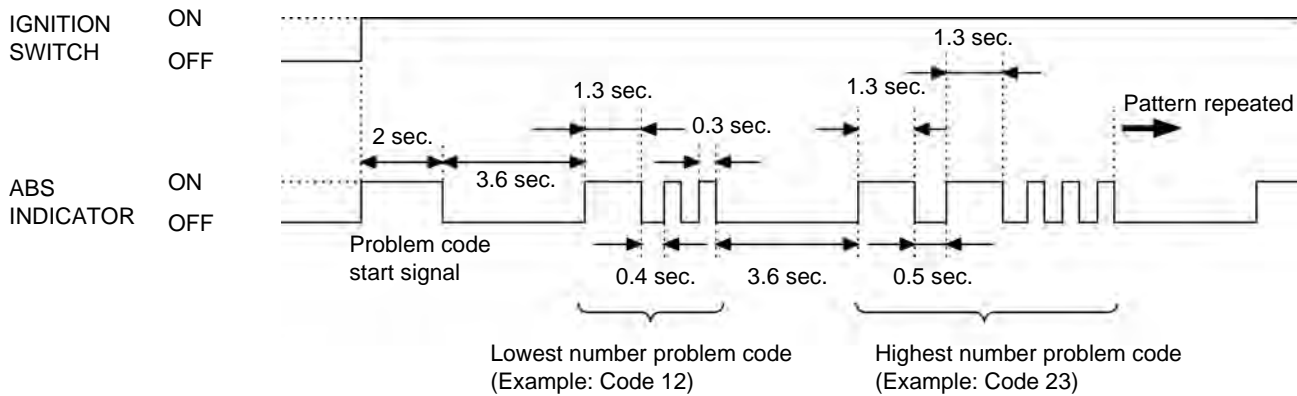 IGNITION
SWITCH
ON
OFF
1.3 sec.
1.3 sec.
1.3 sec.
0.3 sec.
Pattern repeated
2 sec.
3.6 sec.
ABS
INDICATOR
ON
OFF
Problem code
start signal
0.4 sec.
3.6 sec.
0.5 sec.
Lowest number problem code
(Example: Code 12)
Highest number problem code
(Example: Code 23)